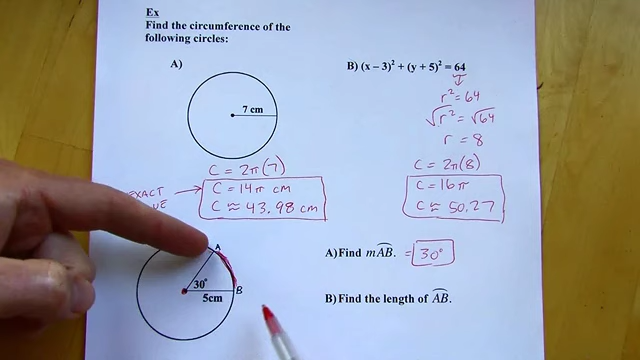 Ex
Find the circumference of the
following circles:
A)
7 cm
C = 2π(7)
EXACT
C = 14π cm
C ≈ 43.98 cm
B) (x – 3)² + (y + 5)² = 64
r² = 64
√r² = √64
r = 8
C = 2π(8)
C = 16π
C ≈ 50.27
A
30°
B
5cm
A) Find mAB. = 30°
B) Find the length of AB.